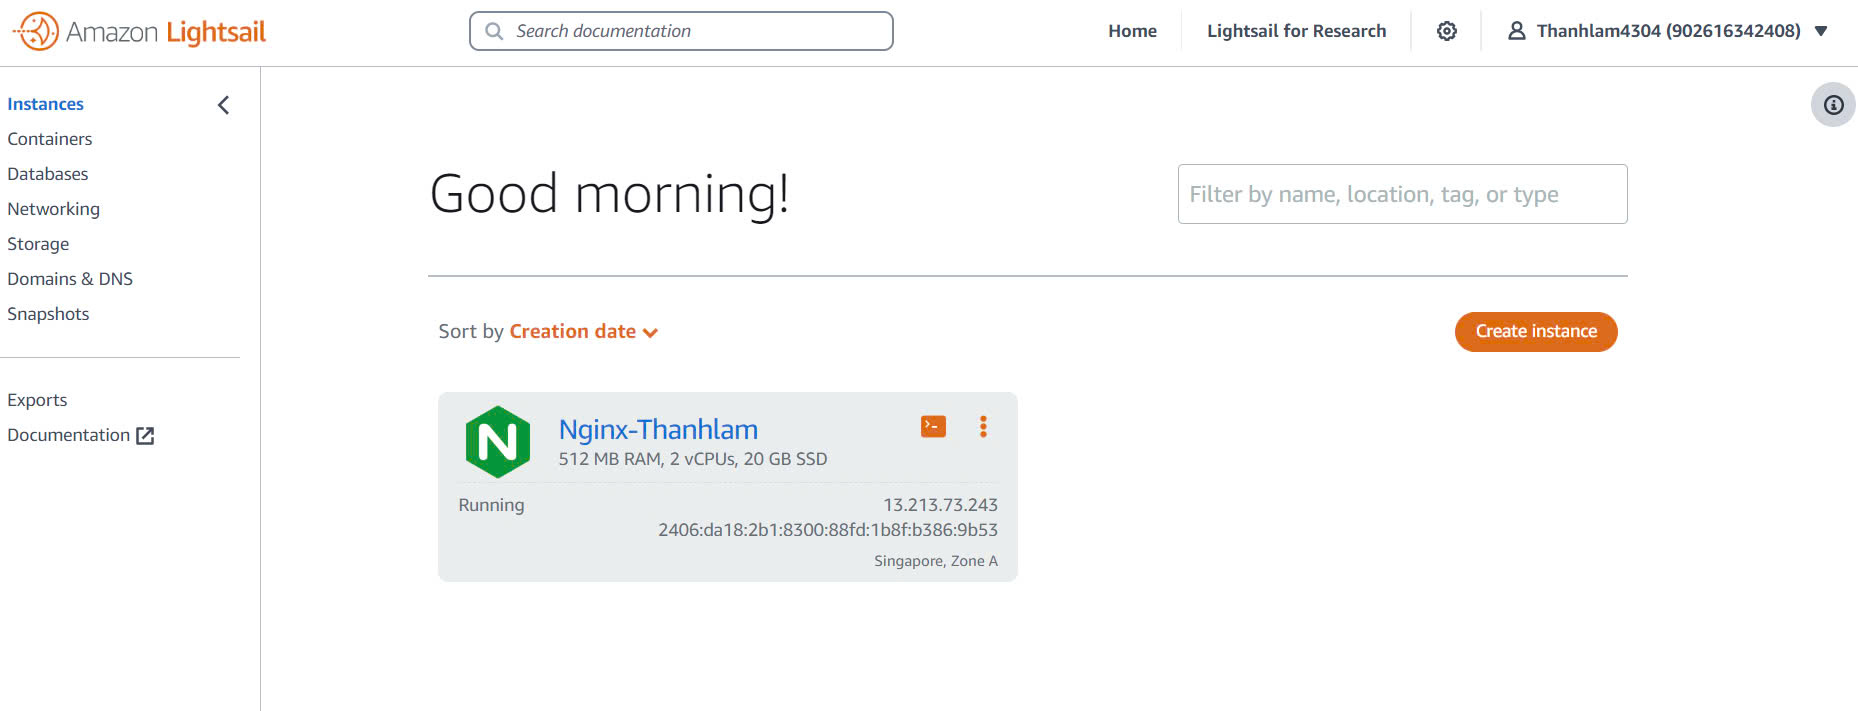 Amazon Lightsail
Search documentation
Home
Lightsail for Research
Thanhlam4304 (902616342408)
Instances
Containers
Databases
Networking
Storage
Domains & DNS
Snapshots
Exports
Documentation
Good morning!
Filter by name, location, tag, or type
Sort by Creation date
Create instance
N
Nginx-Thanhlam
512 MB RAM, 2 vCPUs, 20 GB SSD
Running
13.213.73.243
2406:da18:2b1:8300:88fd:1b8f:b386:9b53
Singapore, Zone A